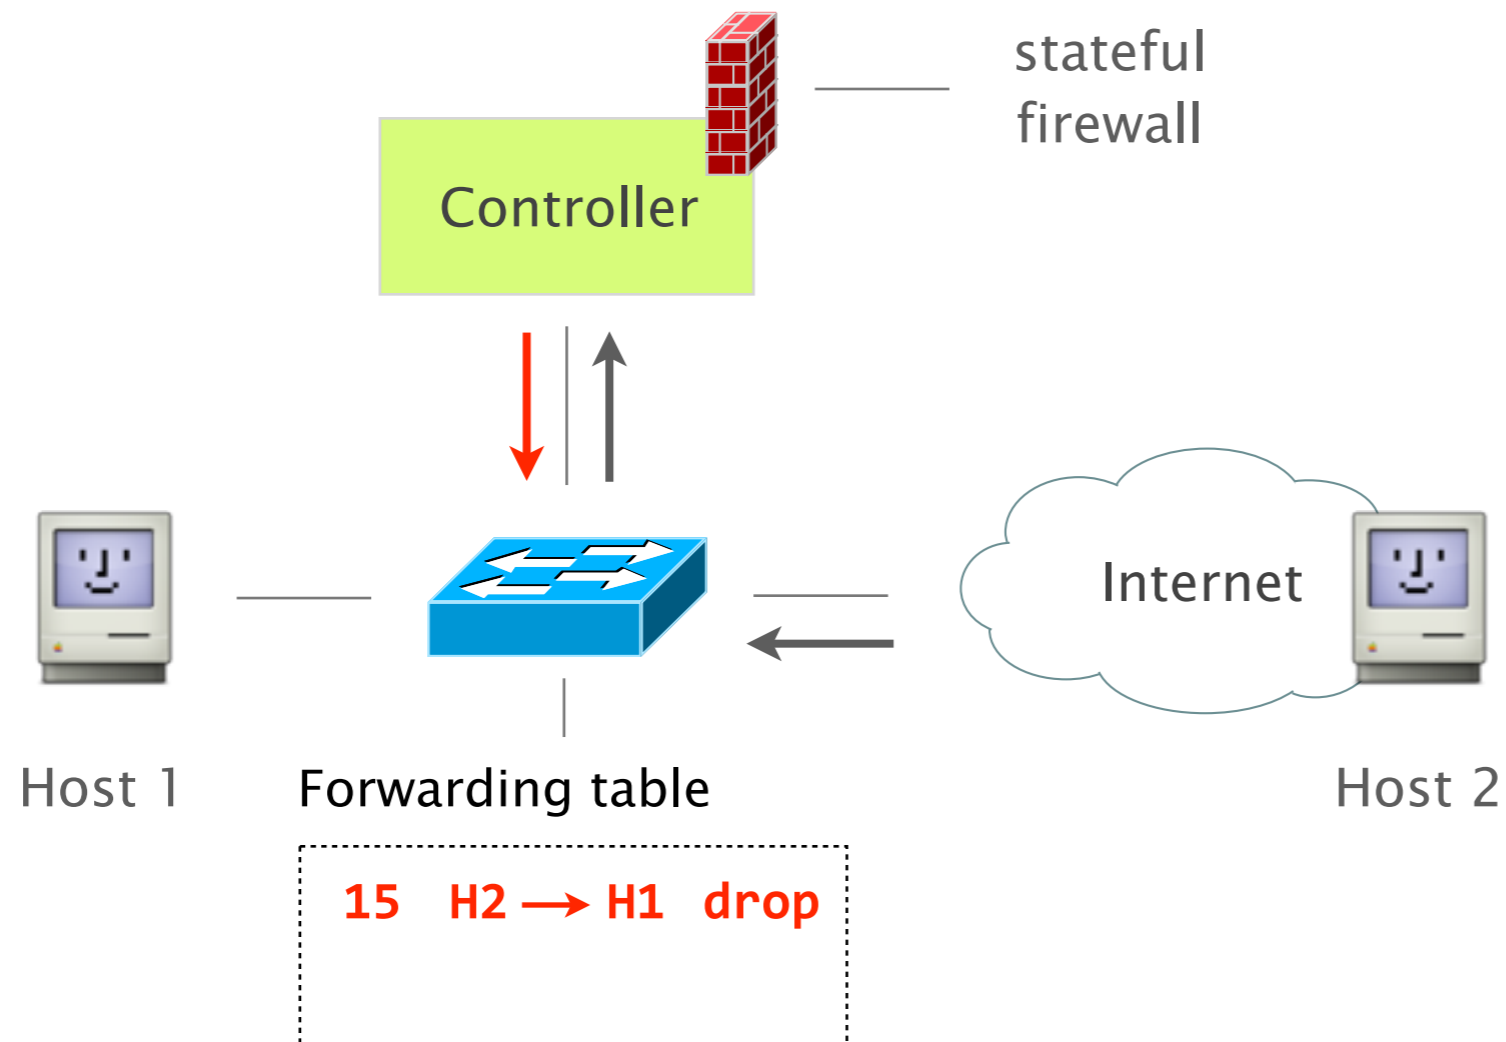 stateful
firewall
Controller
Internet
Host 1
Forwarding table
Host 2
15 H2 → H1 drop